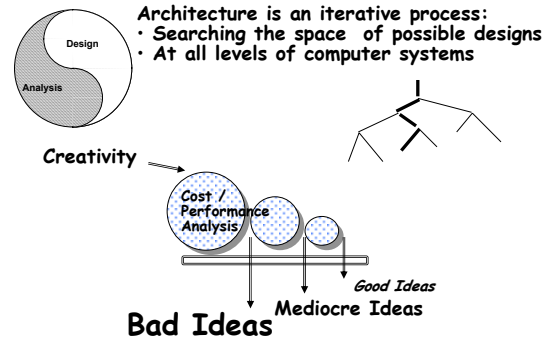 Architecture is an iterative process:
• Searching the space of possible designs
• At all levels of computer systems
Design
Analysis
Creativity
Cost /
Performance
Analysis
Good Ideas
Mediocre Ideas
Bad Ideas